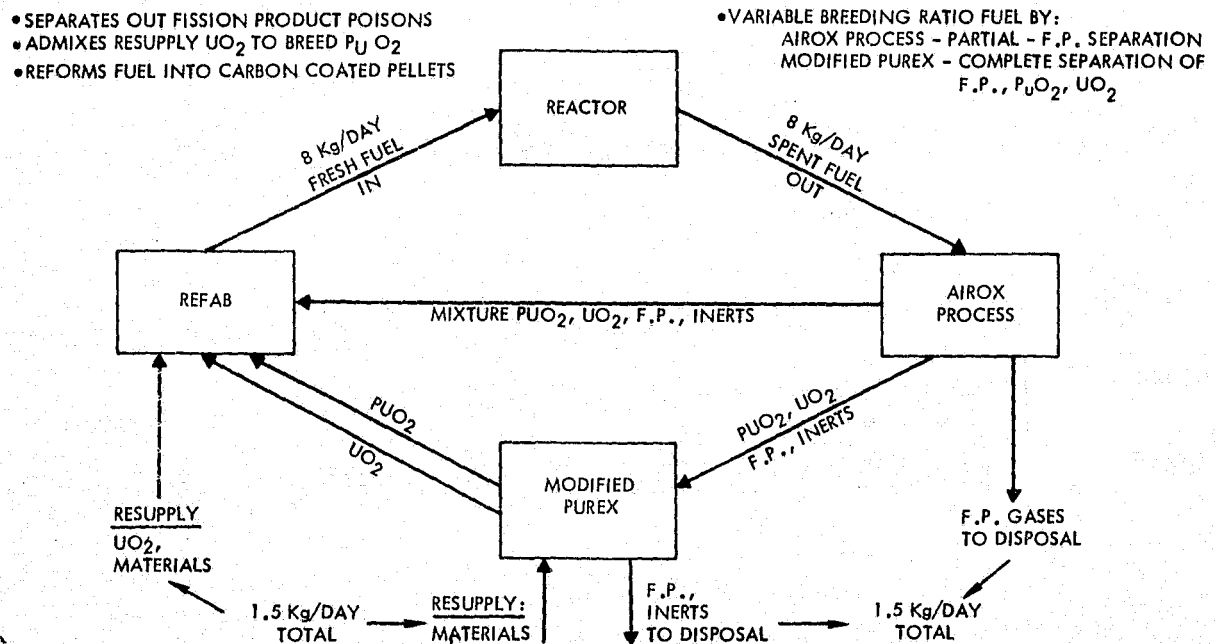 •SEPARATES OUT FISSION PRODUCT POISONS
•ADMIXES RESUPPLY UO2 TO BREED PU O2
•REFORMS FUEL INTO CARBON COATED PELLETS
•VARIABLE BREEDING RATIO FUEL BY:
AIROX PROCESS - PARTIAL - F.P. SEPARATION
MODIFIED PUREX - COMPLETE SEPARATION OF
F.P., PUO2, UO2
REACTOR
8 Kg/DAY
FRESH FUEL
IN
8 Kg/DAY
SPENT FUEL
OUT
REFAB
AIROX
PROCESS
MIXTURE PUO2, UO2, F.P., INERTS
PUO2
UO2
PUO2, UO2
F.P., INERTS
MODIFIED
PUREX
RESUPPLY
UO2,
MATERIALS
F.P. GASES
TO DISPOSAL
1.5 Kg/DAY
TOTAL
RESUPPLY:
MATERIALS
F.P.,
INERTS
TO DISPOSAL
1.5 Kg/DAY
TOTAL